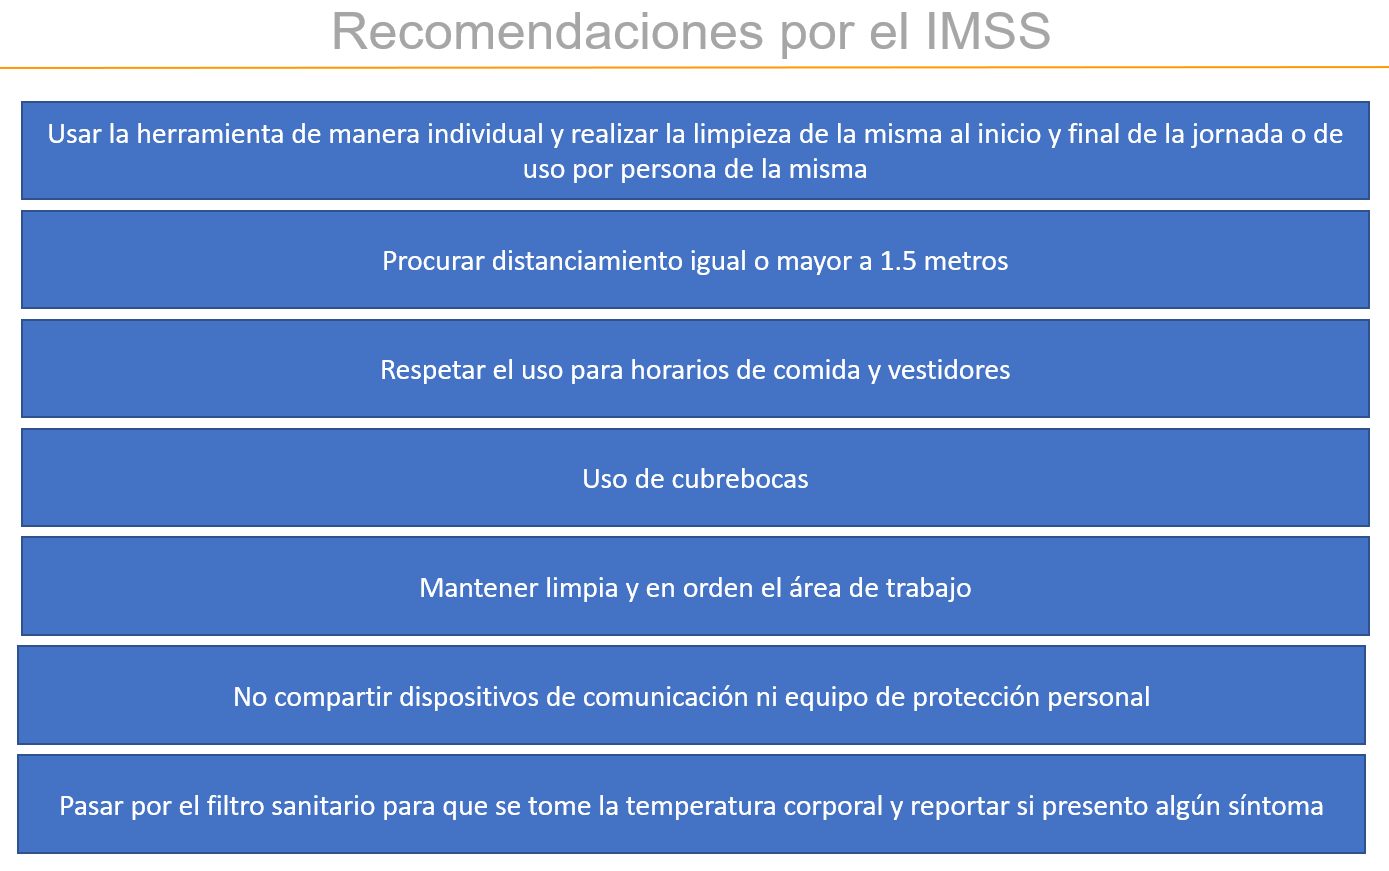 Recomendaciones por el IMSS
Usar la herramienta de manera individual y realizar la limpieza de la misma al inicio y final de la jornada o de
uso por persona de la misma
Procurar distanciamiento igual o mayor a 1.5 metros
Respetar el uso para horarios de comida y vestidores
Uso de cubrebocas
Mantener limpia y en orden el área de trabajo
No compartir dispositivos de comunicación ni equipo de protección personal
Pasar por el filtro sanitario para que se tome la temperatura corporal y reportar si presento algún síntoma